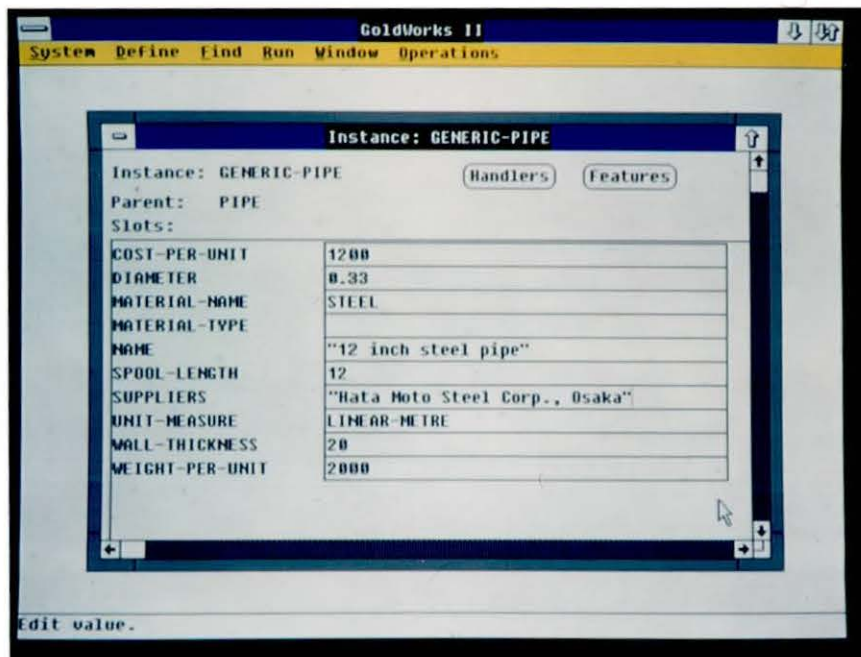 GoldWorks II
System Define Find Run Window Operations
Instance: GENERIC-PIPE
Instance: GENERIC-PIPE Handlers Features
Parent: PIPE
Slots:
COST-PER-UNIT 1200
DIAMETER 0.33
MATERIAL-NAME STEEL
MATERIAL-TYPE
NAME "12 inch steel pipe"
SPOOL-LENGTH 12
SUPPLIERS "Hata Moto Steel Corp., Osaka"
UNIT-MEASURE LINEAR-METRE
WALL-THICKNESS 20
WEIGHT-PER-UNIT 2000
Edit value.